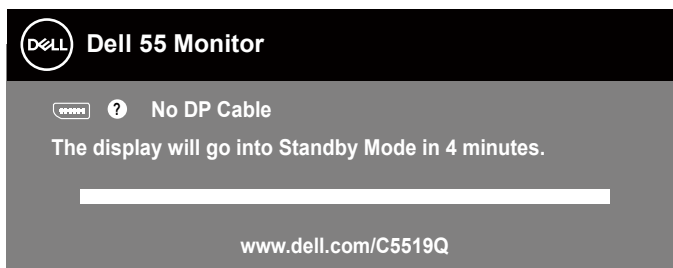 DELL Dell 55 Monitor
? No DP Cable
The display will go into Standby Mode in 4 minutes.
www.dell.com/C5519Q